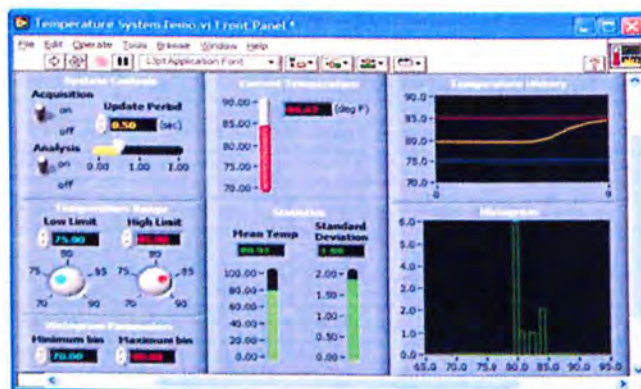 Temperature System Demo.vi Front Panel *
File Edit Operate Tools Browse Window Help
13pt Application Font
System Controls
Acquisition
on
off
Update Period
0.50 (sec)
Analysis
on
off
0.00 1.00
Temperature Range
Low Limit High Limit
75.00
80 80
75 85 75 85
70 90 70 90
Histogram Parameters
Minimum bin Maximum bin
70.00
Current Temperature
90.00
85.00
80.00
75.00
70.00
(deg F)
Statistics
Mean Temp
Standard Deviation
100.00
80.00
60.00
40.00
20.00
0.00
2.00
1.50
1.00
0.50
0.00
Temperature History
90.0
85.0
80.0
75.0
70.0
0 9
Histogram
6.0
5.0
4.0
3.0
2.0
1.0
0.0
65.0 70.0 75.0 80.0 85.0 90.0 95.0